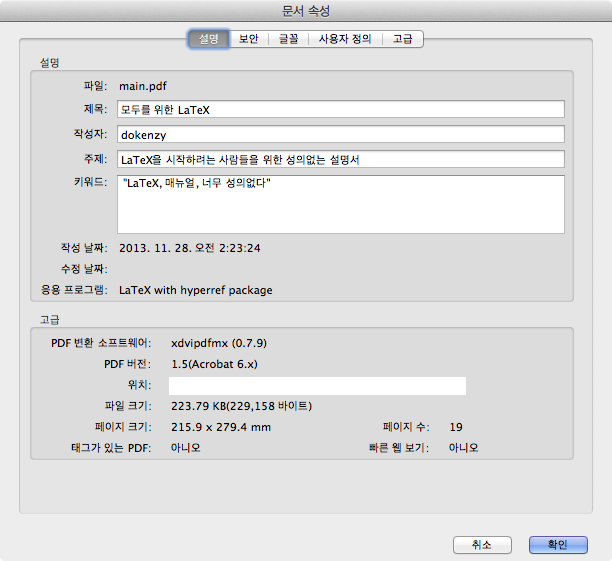 문서 속성
설명 보안 글꼴 사용자 정의 고급
설명
파일: main.pdf
제목: 모두를 위한 LaTeX
작성자: dokenzy
주제: LaTeX을 시작하려는 사람들을 위한 성의없는 설명서
키워드: "LaTeX, 매뉴얼, 너무 성의없다"
작성 날짜: 2013. 11. 28. 오전 2:23:24
수정 날짜:
응용 프로그램: LaTeX with hyperref package
고급
PDF 변환 소프트웨어: xdvipdfmx (0.7.9)
PDF 버전: 1.5(Acrobat 6.x)
위치:
파일 크기: 223.79 KB(229,158 바이트)
페이지 크기: 215.9 x 279.4 mm 페이지 수: 19
태그가 있는 PDF: 아니오 빠른 웹 보기: 아니오
취소 확인